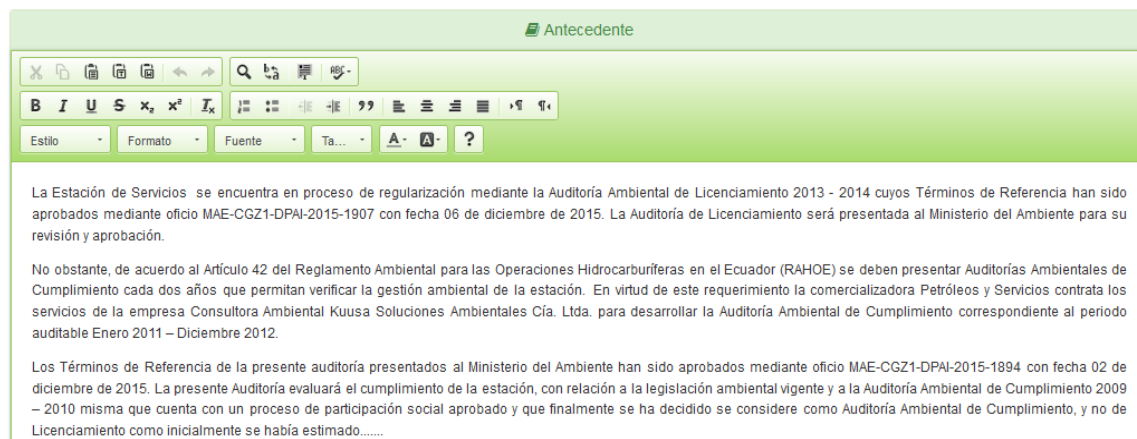 Antecedente
B I U S x₂ x² Iₓ
Estilo Formato Fuente Ta... A A ?
La Estación de Servicios se encuentra en proceso de regularización mediante la Auditoría Ambiental de Licenciamiento 2013 - 2014 cuyos Términos de Referencia han sido
aprobados mediante oficio MAE-CGZ1-DPAI-2015-1907 con fecha 06 de diciembre de 2015. La Auditoría de Licenciamiento será presentada al Ministerio del Ambiente para su
revisión y aprobación.
No obstante, de acuerdo al Artículo 42 del Reglamento Ambiental para las Operaciones Hidrocarburíferas en el Ecuador (RAHOE) se deben presentar Auditorías Ambientales de
Cumplimiento cada dos años que permitan verificar la gestión ambiental de la estación. En virtud de este requerimiento la comercializadora Petróleos y Servicios contrata los
servicios de la empresa Consultora Ambiental Kuusa Soluciones Ambientales Cía. Ltda. para desarrollar la Auditoría Ambiental de Cumplimiento correspondiente al periodo
auditable Enero 2011 – Diciembre 2012.
Los Términos de Referencia de la presente auditoría presentados al Ministerio del Ambiente han sido aprobados mediante oficio MAE-CGZ1-DPAI-2015-1894 con fecha 02 de
diciembre de 2015. La presente Auditoría evaluará el cumplimiento de la estación, con relación a la legislación ambiental vigente y a la Auditoría Ambiental de Cumplimiento 2009
– 2010 misma que cuenta con un proceso de participación social aprobado y que finalmente se ha decidido se considere como Auditoría Ambiental de Cumplimiento, y no de
Licenciamiento como inicialmente se había estimado.......